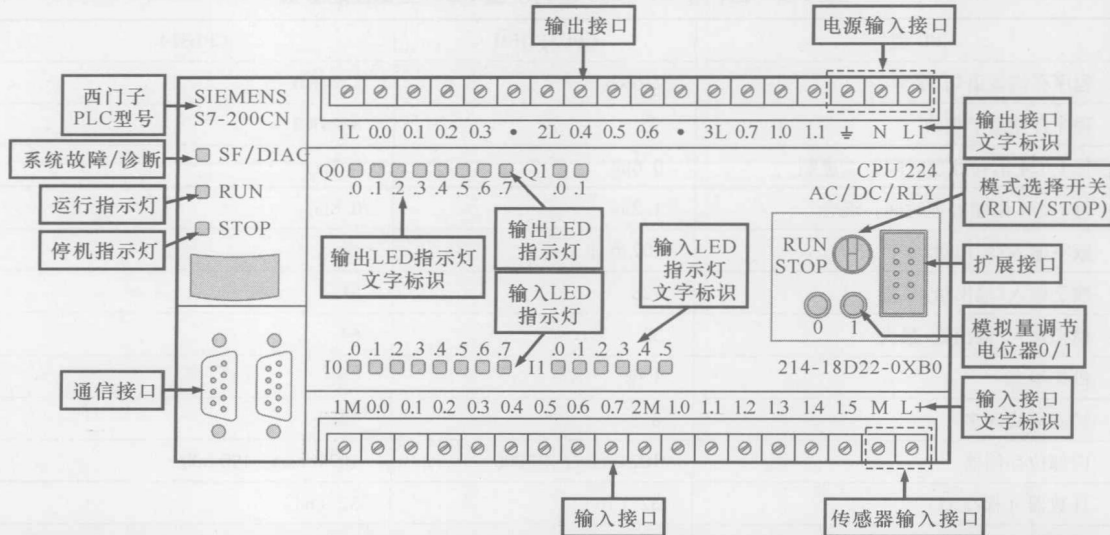 输出接口
电源输入接口
西门子
PLC型号
SIEMENS
S7-200CN
1L 0.0 0.1 0.2 0.3 • 2L 0.4 0.5 0.6 • 3L 0.7 1.0 1.1 ⏚ N L1
输出接口
文字标识
系统故障/诊断
SF/DIAG
Q0
.0 .1 .2 .3 .4 .5 .6 .7
Q1
.0 .1
CPU 224
AC/DC/RLY
模式选择开关
(RUN/STOP)
运行指示灯
RUN
停机指示灯
STOP
输出LED指示灯
文字标识
输出LED
指示灯
输入LED
指示灯
文字标识
RUN
STOP
扩展接口
输入LED
指示灯
0 1
模拟量调节
电位器0/1
.0 .1 .2 .3 .4 .5 .6 .7
I0
.0 .1 .2 .3 .4 .5
I1
214-18D22-0XB0
通信接口
1M 0.0 0.1 0.2 0.3 0.4 0.5 0.6 0.7 2M 1.0 1.1 1.2 1.3 1.4 1.5 M L+
输入接口
文字标识
输入接口
传感器输入接口